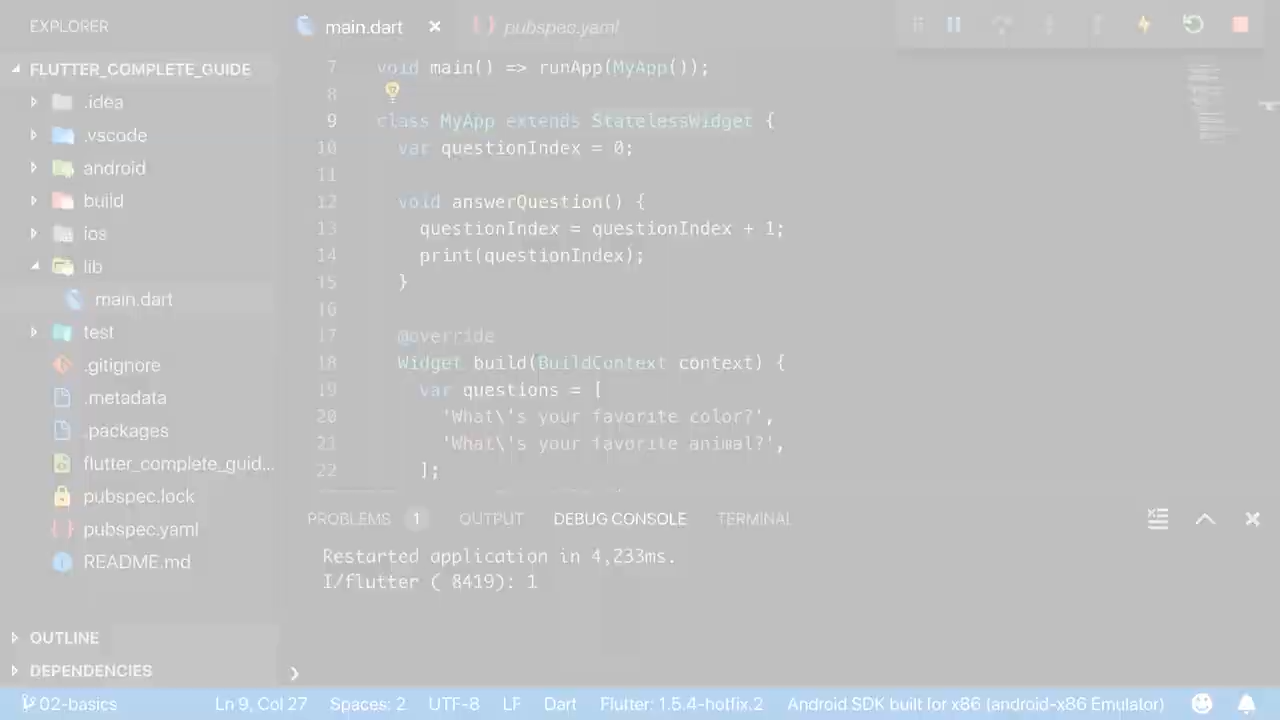 EXPLORER
FLUTTER_COMPLETE_GUIDE
.idea
.vscode
android
build
ios
lib
main.dart
test
.gitignore
.metadata
.packages
flutter_complete_guid...
pubspec.lock
pubspec.yaml
README.md
OUTLINE
DEPENDENCIES
main.dart
pubspec.yaml
7 void main() => runApp(MyApp());
8
9 class MyApp extends StatelessWidget {
10 var questionIndex = 0;
11
12 void answerQuestion() {
13 questionIndex = questionIndex + 1;
14 print(questionIndex);
15 }
16
17 @override
18 Widget build(BuildContext context) {
19 var questions = [
20 'What\'s your favorite color?',
21 'What\'s your favorite animal?',
22 ];
PROBLEMS 1 OUTPUT DEBUG CONSOLE TERMINAL
Restarted application in 4,233ms.
I/flutter ( 8419): 1
02-basics Ln 9, Col 27 Spaces: 2 UTF-8 LF Dart Flutter: 1.5.4-hotfix.2 Android SDK built for x86 (android-x86 Emulator)